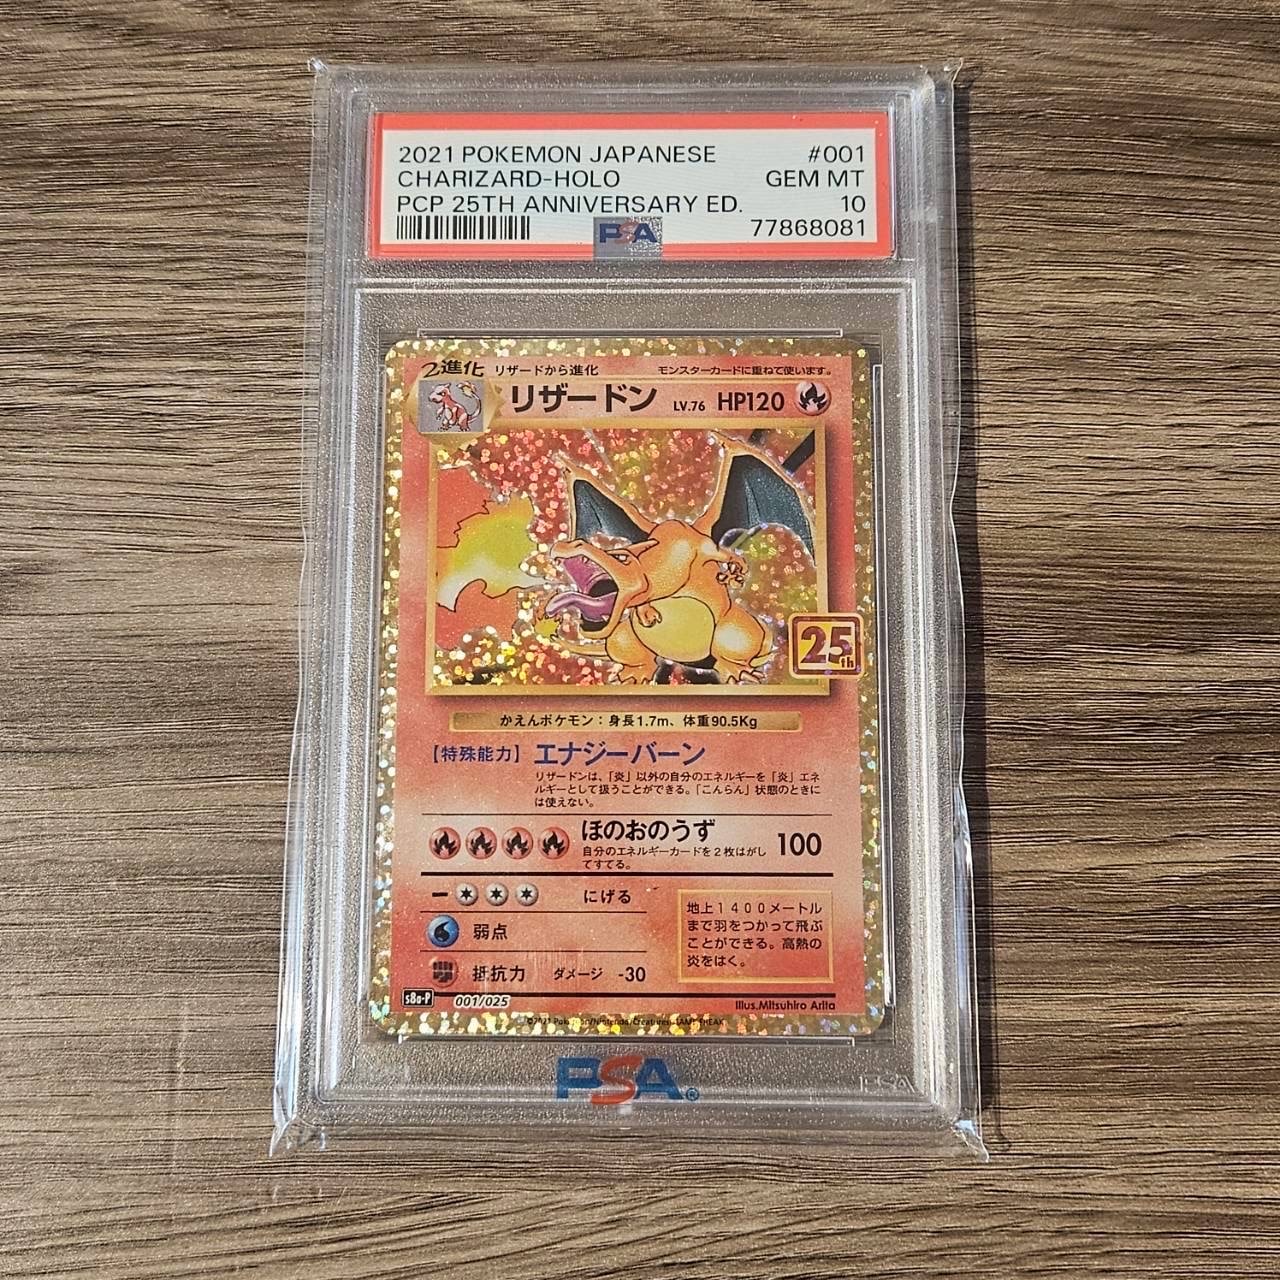 2021 POKEMON JAPANESE #001
CHARIZARD-HOLO GEM MT
PCP 25TH ANNIVERSARY ED. 10
PSA 77868081
2進化 リザードから進化 モンスターカードに重ねて使います。
リザードン LV.76 HP120
25th
かえんポケモン：身長1.7m、体重90.5Kg
【特殊能力】エナジーバーン
リザードンは、「炎」以外の自分のエネルギーを「炎」エネ
ルギーとして扱うことができる。「こんらん」状態のときに
は使えない。
ほのおのうず 100
自分のエネルギーカードを2枚はがし
てすてる。
にげる
弱点
抵抗力 ダメージ -30
地上1400メートル
まで羽をつかって飛ぶ
ことができる。高熱の
炎をはく。
s8a-P 001/025 Illus.Mitsuhiro Arita
PSA®
PSA